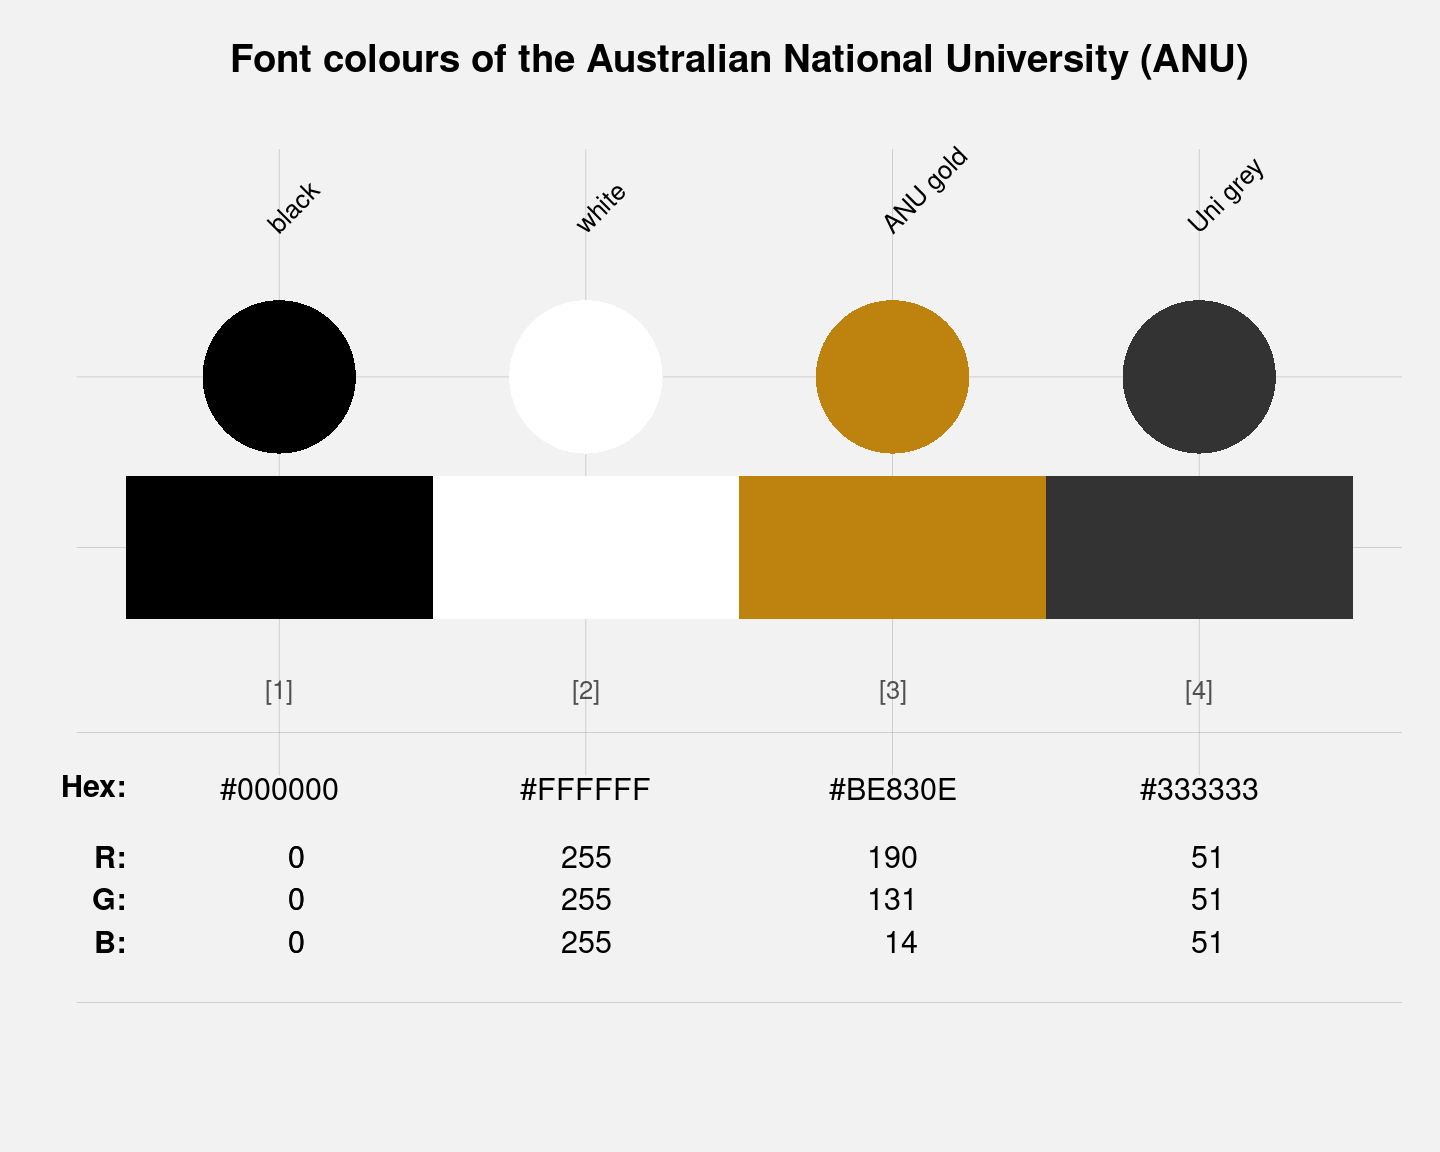 Font colours of the Australian National University (ANU)
black white ANU gold Uni grey
[1] [2] [3] [4]
Hex: #000000 #FFFFFF #BE830E #333333
R: 0 255 190 51
G: 0 255 131 51
B: 0 255 14 51